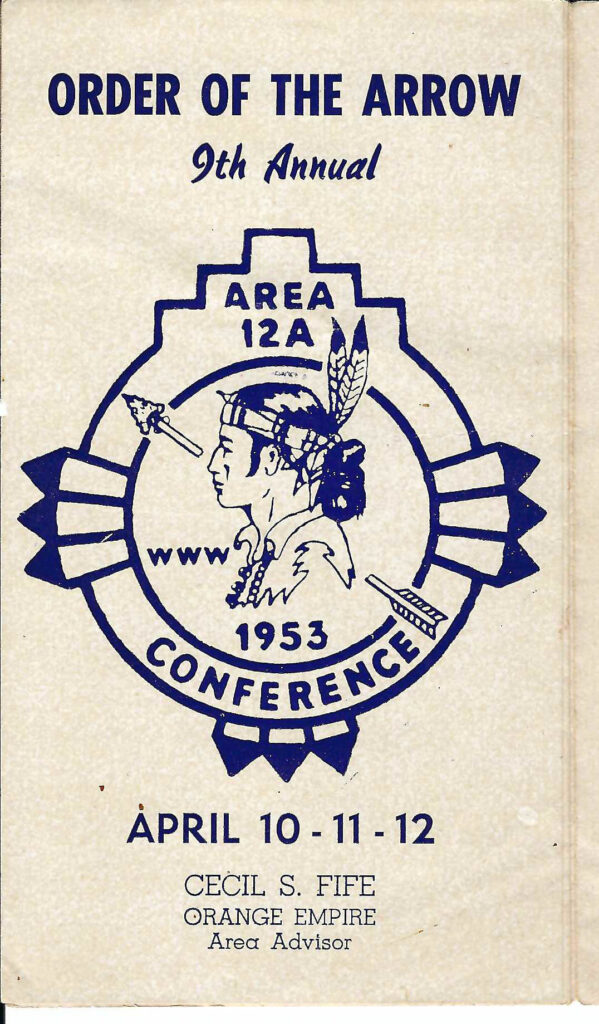 ORDER OF THE ARROW
9th Annual
AREA
12A
WWW
1953
CONFERENCE
APRIL 10 - 11 - 12
CECIL S. FIFE
ORANGE EMPIRE
Area Advisor